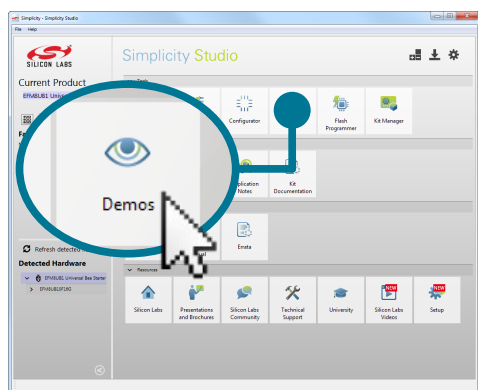 Simplicity - Simplicity Studio
File Help
SILICON LABS
Simplicity Studio
Current Product
EFM8UB1 Univers
Tools
Configurator
Flash
Programmer
Kit Manager
Demos
Application
Notes
Kit
Documentation
Errata
Refresh detected
Detected Hardware
EFM8UB1 Universal Bee Starter
EFM8UB10F16G
Resources
Silicon Labs
Presentations
and Brochures
Silicon Labs
Community
Technical
Support
University
NEW
Silicon Labs
Videos
NEW
Setup